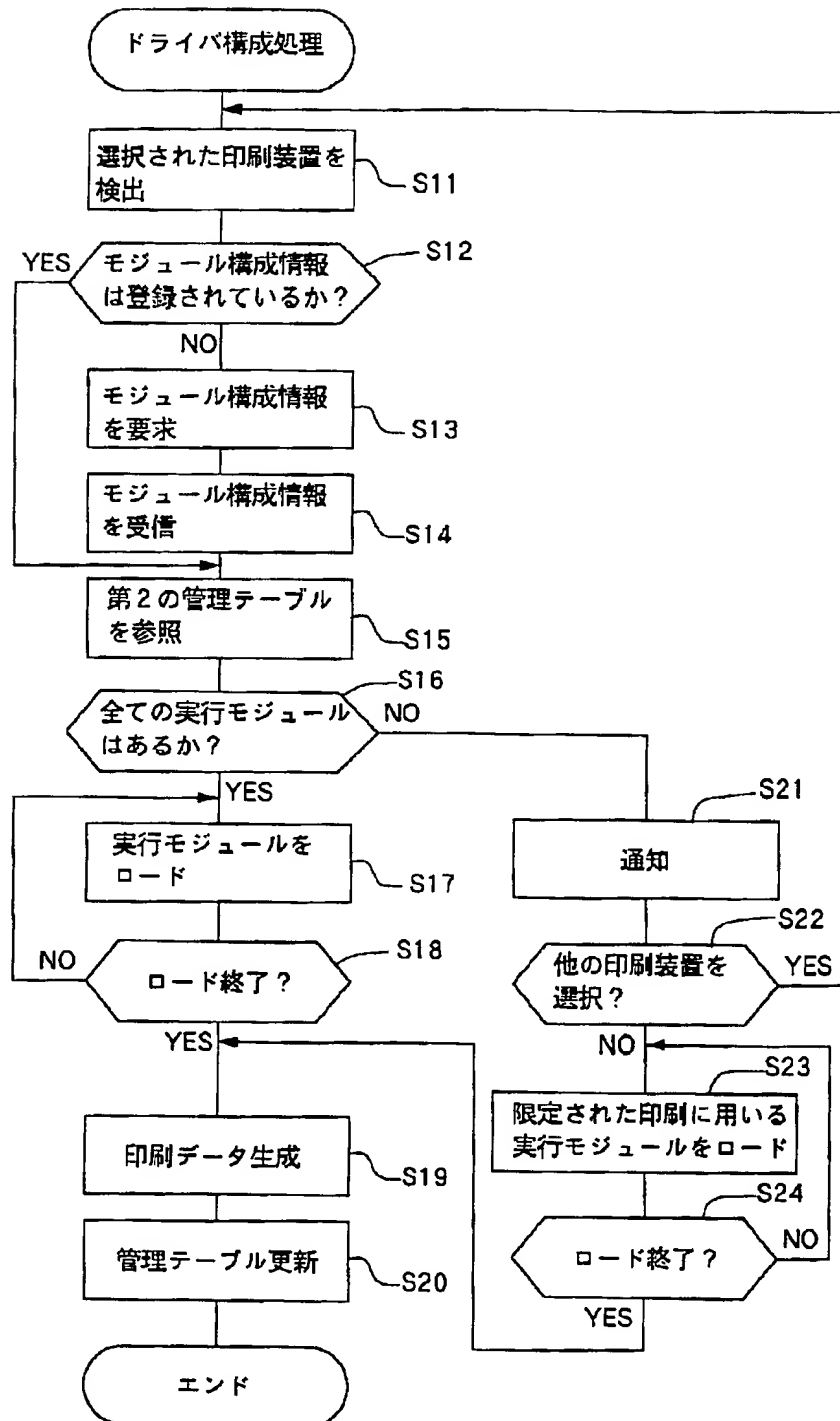 ドライバ構成処理
選択された印刷装置を
検出
S11
モジュール構成情報
は登録されているか？
S12
YES
NO
モジュール構成情報
を要求
S13
モジュール構成情報
を受信
S14
第２の管理テーブル
を参照
S15
全ての実行モジュール
はあるか？
S16
NO
YES
実行モジュールを
ロード
S17
ロード終了？
S18
NO
YES
印刷データ生成
S19
管理テーブル更新
S20
エンド
通知
S21
他の印刷装置を
選択？
S22
YES
NO
限定された印刷に用いる
実行モジュールをロード
S23
ロード終了？
S24
NO
YES